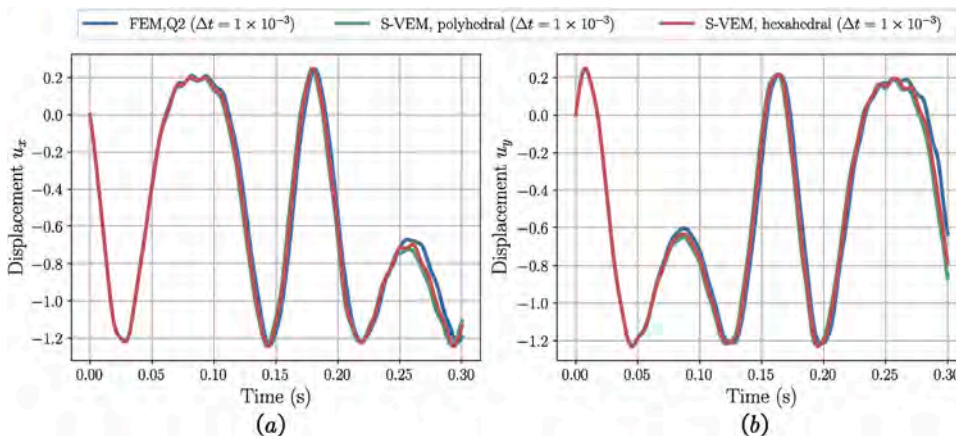 FEM,Q2 (Δt = 1 × 10⁻³) S-VEM, polyhedral (Δt = 1 × 10⁻³) S-VEM, hexahedral (Δt = 1 × 10⁻³)
0.2
0.0
−1.4
−0.4
−0.6
−0.8
−1.0
−1.2
Displacement uₓ
0.00 0.05 0.10 0.15 0.20 0.25 0.30
Time (s)
(a)
0.2
0.0
−1.4
−0.4
−0.6
−0.8
−1.0
−1.2
Displacement u_y
0.00 0.05 0.10 0.15 0.20 0.25 0.30
Time (s)
(b)